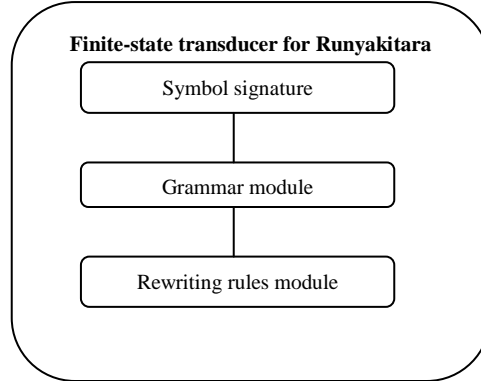 Finite-state transducer for Runyakitara
Symbol signature
Grammar module
Rewriting rules module